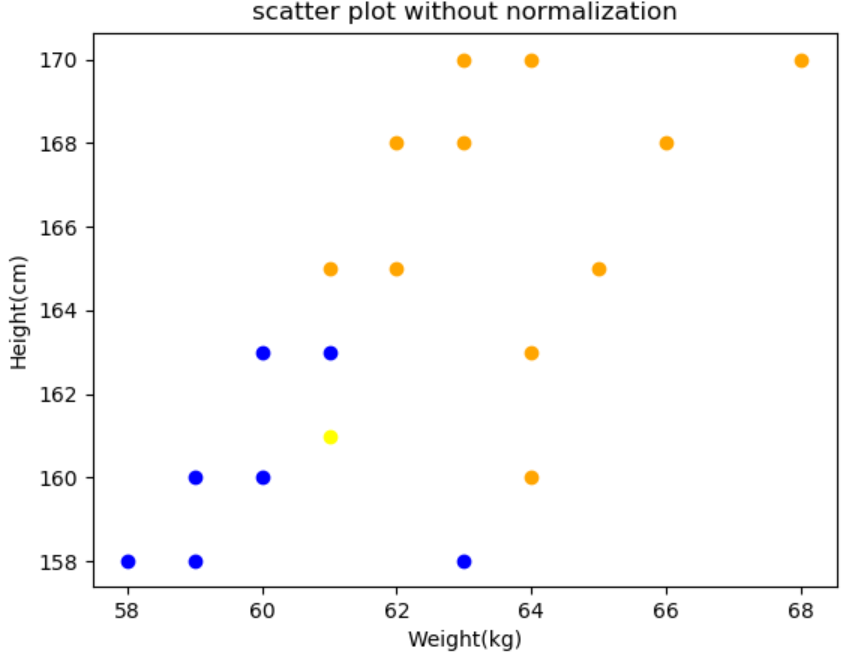 scatter plot without normalization
170
168
166
164
162
160
158
Height(cm)
58 60 62 64 66 68
Weight(kg)